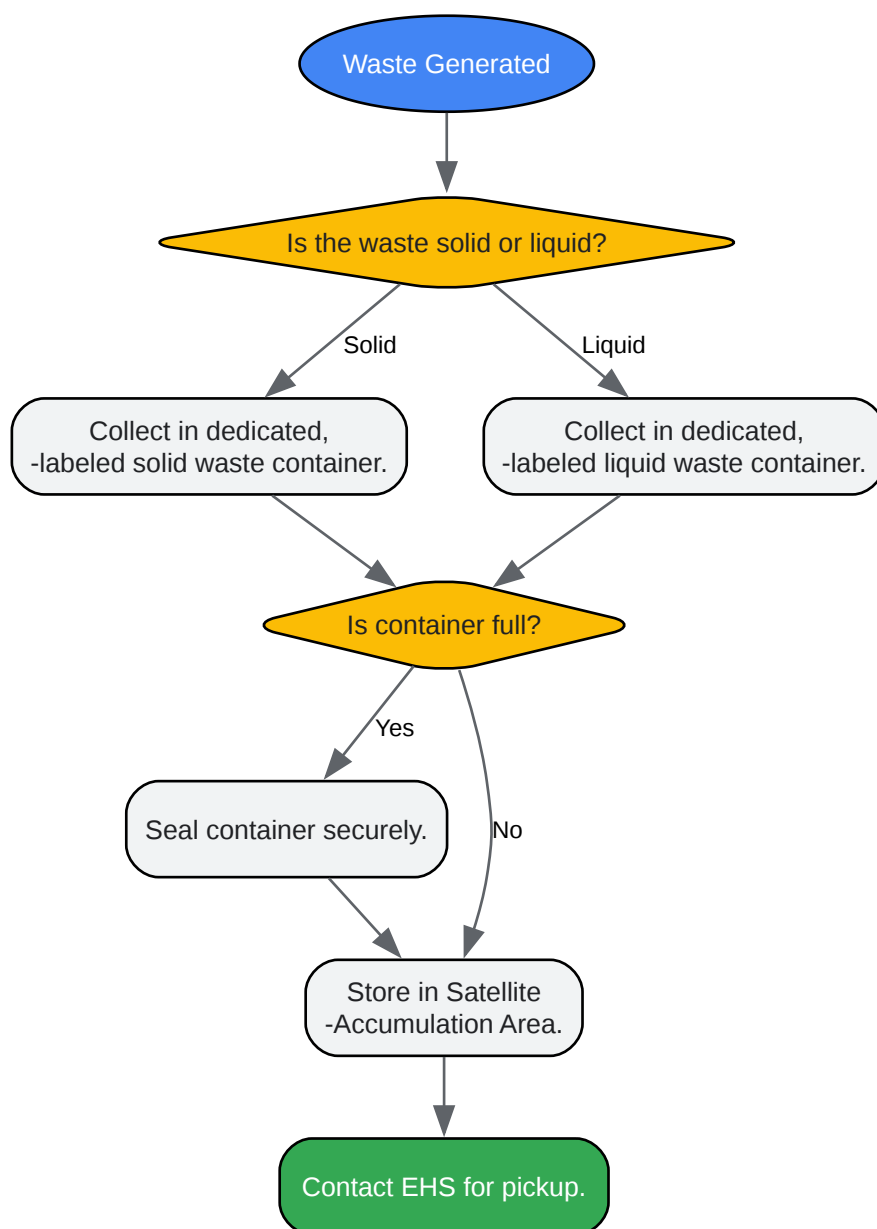 Waste Generated
Is the waste solid or liquid?
Solid
Liquid
Collect in dedicated,
-labeled solid waste container.
Collect in dedicated,
-labeled liquid waste container.
Is container full?
Yes
Seal container securely.
No
Store in Satellite
-Accumulation Area.
Contact EHS for pickup.